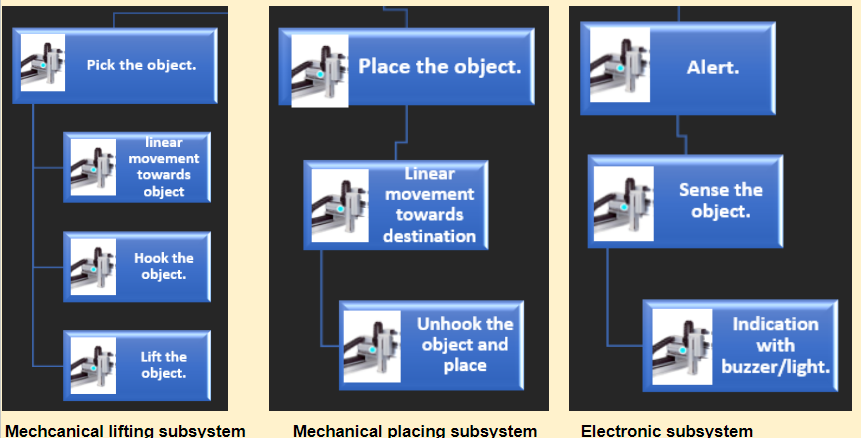 Pick the object.
linear
movement
towards
object
Hook the
object.
Lift the
object.
Mechcanical lifting subsystem
Place the object.
Linear
movement
towards
destination
Unhook the
object and
place
Mechanical placing subsystem
Alert.
Sense the
object.
Indication
with
buzzer/light.
Electronic subsystem